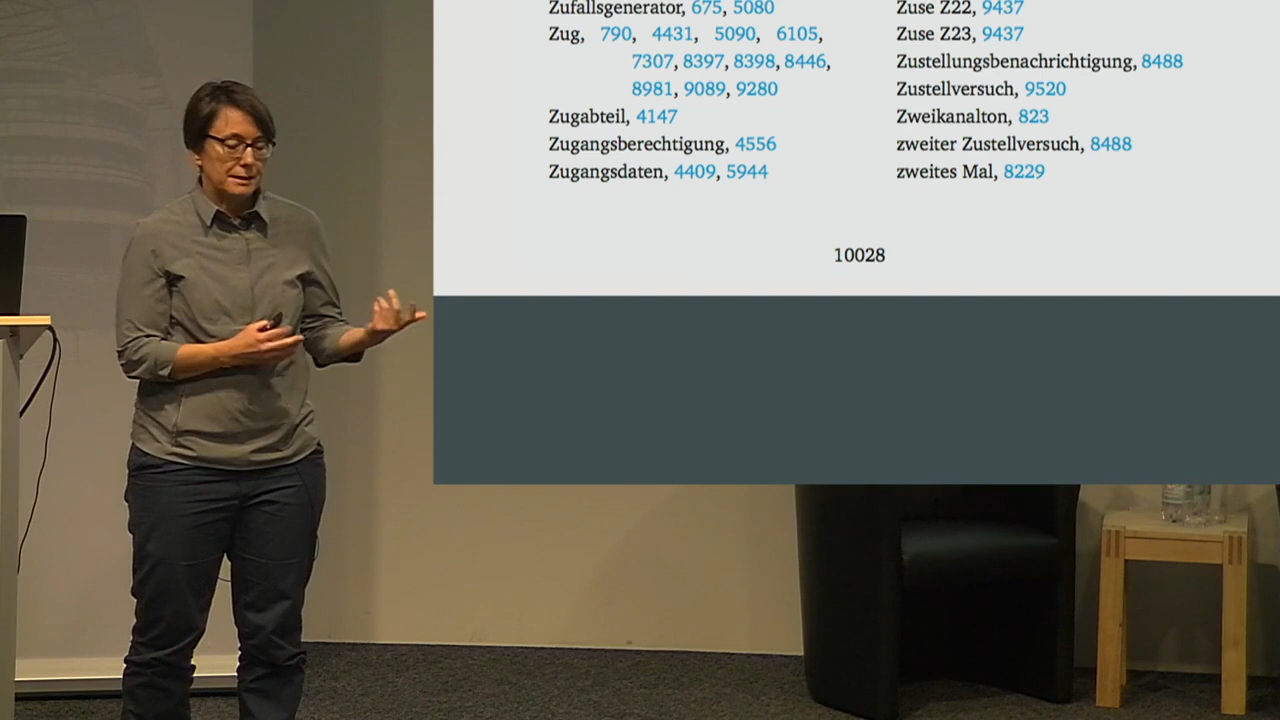 Zufallsgenerator, 675, 5080
Zug, 790, 4431, 5090, 6105,
7307, 8397, 8398, 8446,
8981, 9089, 9280
Zugabteil, 4147
Zugangsberechtigung, 4556
Zugangsdaten, 4409, 5944
Zuse Z22, 9437
Zuse Z23, 9437
Zustellungsbenachrichtigung, 8488
Zustellversuch, 9520
Zweikanalton, 823
zweiter Zustellversuch, 8488
zweites Mal, 8229
10028